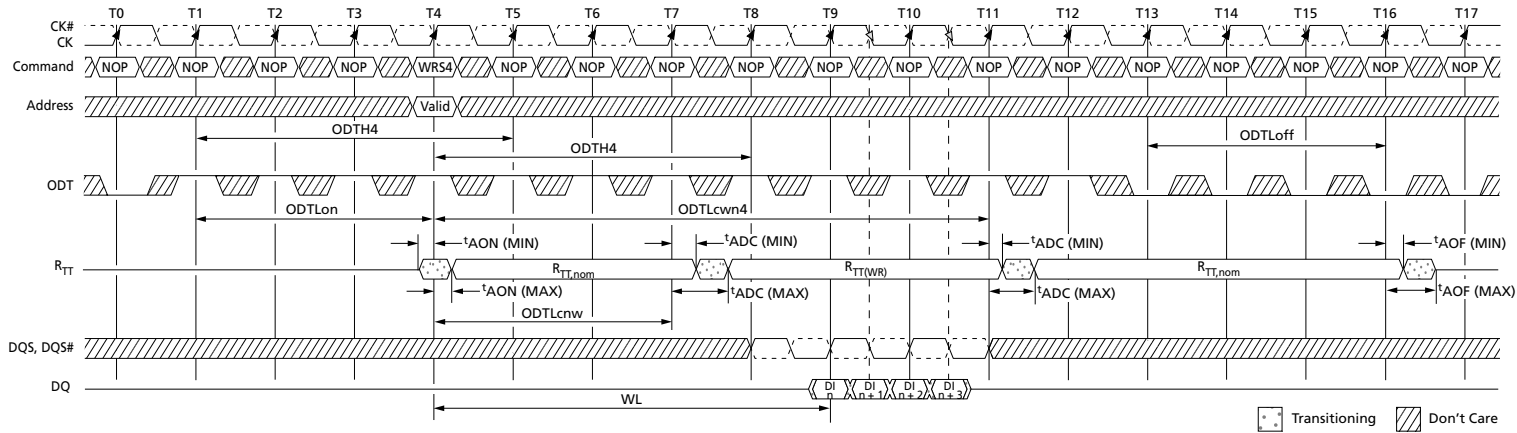 T0 T1 T2 T3 T4 T5 T6 T7 T8 T9 T10 T11 T12 T13 T14 T15 T16 T17
CK#
CK
Command NOP NOP NOP NOP WRS4 NOP NOP NOP NOP NOP NOP NOP NOP NOP NOP NOP NOP NOP
Address Valid
ODTH4 ODTLoff
ODTH4
ODT
ODTLon ODTLcwn4
tAON (MIN) tADC (MIN) tADC (MIN) tAOF (MIN)
RTT RTT,nom RTT(WR) RTT,nom
tAON (MAX) tADC (MAX) tADC (MAX) tAOF (MAX)
ODTLcnw
DQS, DQS#
DQ DI n DI n + 1 DI n + 2 DI n + 3
WL
Transitioning Don't Care